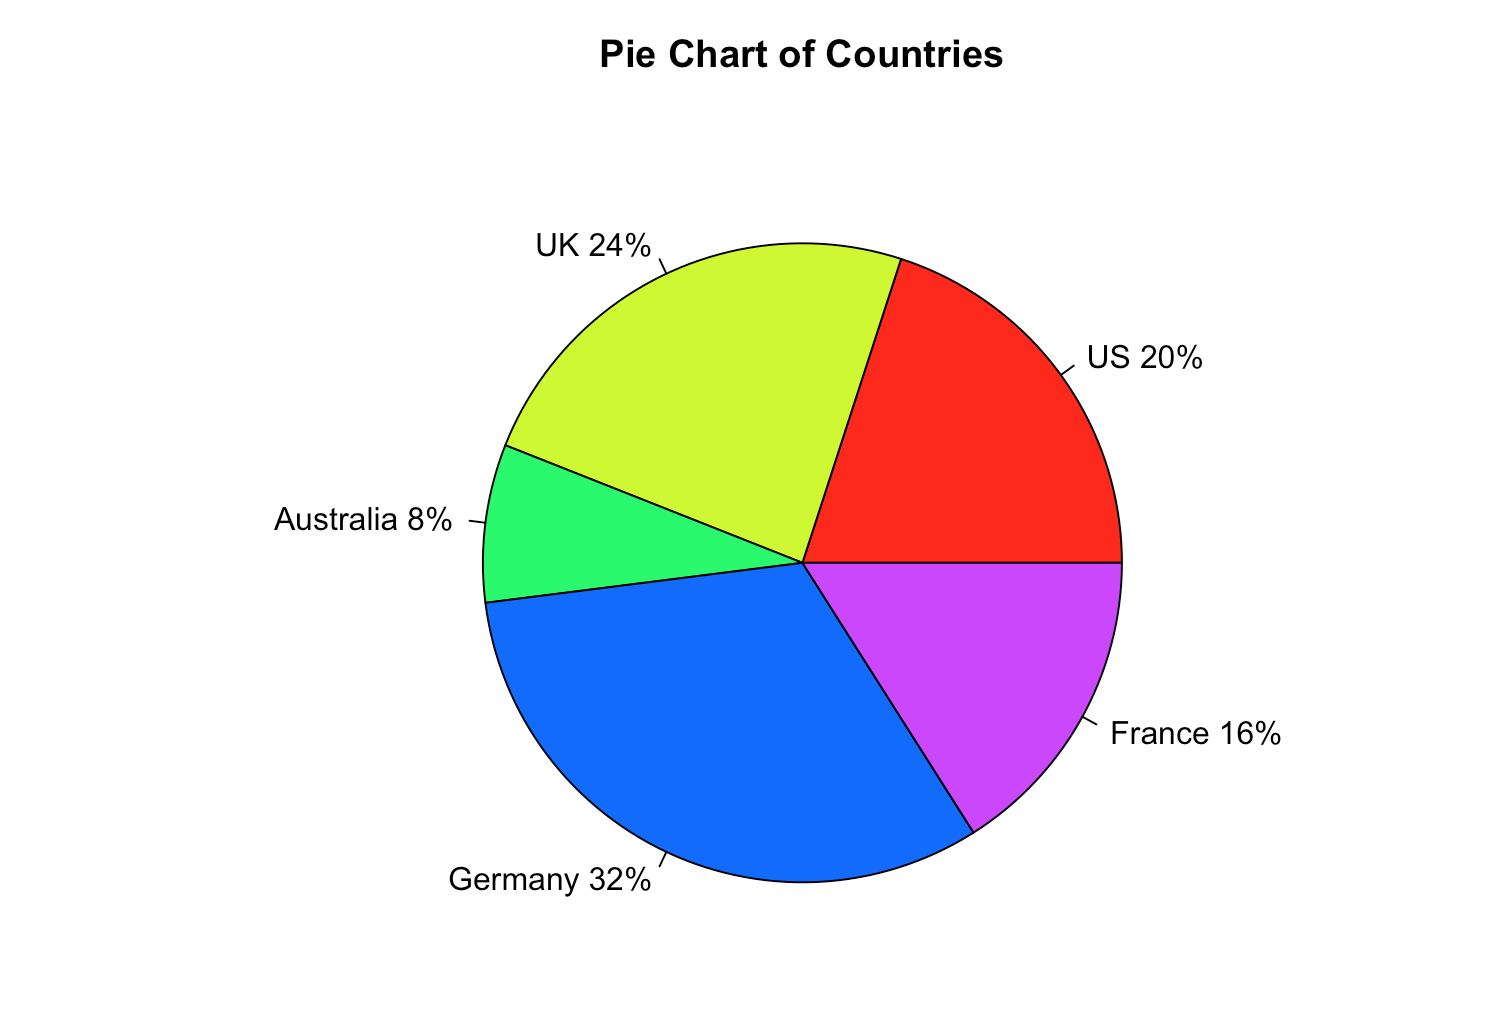 Pie Chart of Countries
UK 24%
US 20%
Australia 8%
France 16%
Germany 32%